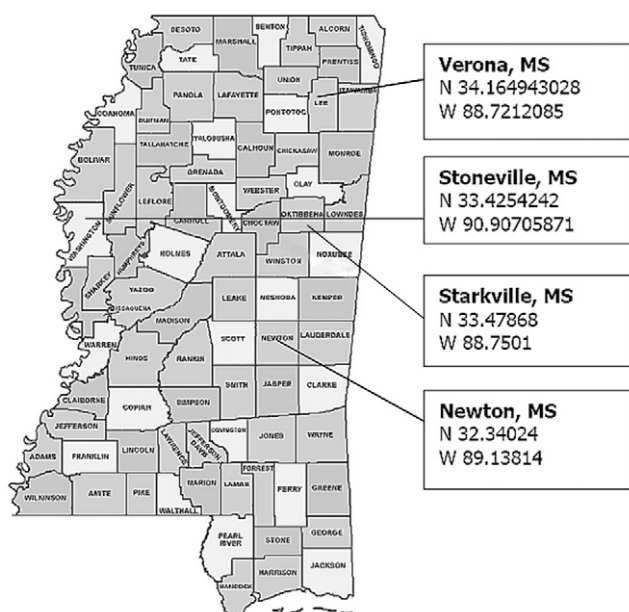 DESOTO
BENTON
ALCORN
TISHOMINGO
MARSHALL
TIPPAH
TATE
TUNICA
PRENTISS
UNION
PANOLA
LAFAYETTE
LEE
ITAWAMBA
COAHOMA
QUITMAN
PONTOTOC
YALOBUSHA
TALLAHATCHIE
CALHOUN
CHICKASAW
MONROE
BOLIVAR
GRENADA
SUNFLOWER
LEFLORE
WEBSTER
CLAY
MONTGOMERY
WASHINGTON
CARROLL
CHOCTAW
OKTIBBEHA
LOWNDES
HUMPHREYS
HOLMES
ATTALA
WINSTON
NOXUBEE
SHARKEY
YAZOO
ISSAQUENA
LEAKE
NESHOBA
KEMPER
MADISON
WARREN
SCOTT
NEWTON
LAUDERDALE
HINDS
RANKIN
SMITH
JASPER
CLARKE
CLAIBORNE
COPIAH
SIMPSON
JEFFERSON
COVINGTON
JONES
WAYNE
ADAMS
FRANKLIN
LINCOLN
LAWRENCE
JEFFERSON
DAVIS
FORREST
WILKINSON
AMITE
PIKE
MARION
LAMAR
PERRY
GREENE
WALTHALL
PEARL
RIVER
STONE
GEORGE
HARRISON
JACKSON
HANCOCK
Verona, MS
N 34.164943028
W 88.7212085
Stoneville, MS
N 33.4254242
W 90.90705871
Starkville, MS
N 33.47868
W 88.7501
Newton, MS
N 32.34024
W 89.13814